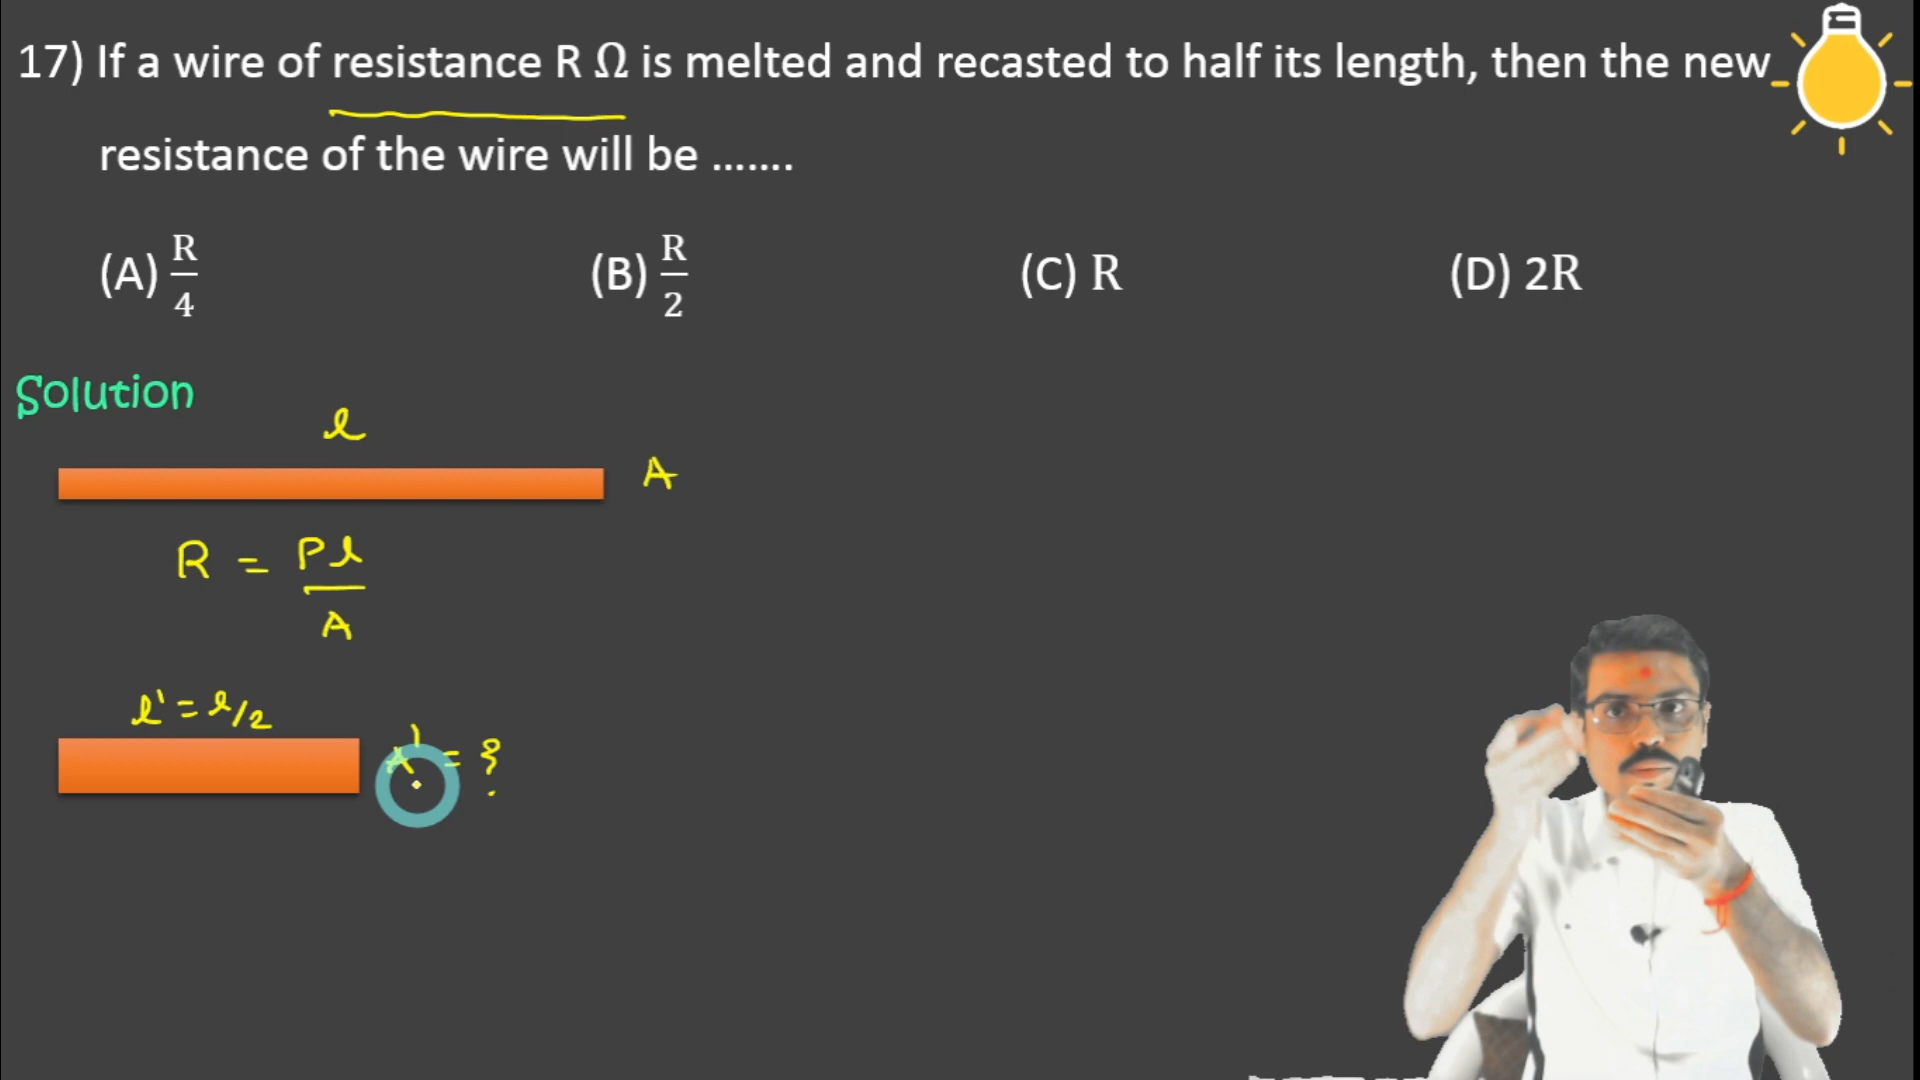 17) If a wire of resistance R Ω is melted and recasted to half its length, then the new
resistance of the wire will be .......
(A) R/4 (B) R/2 (C) R (D) 2R
Solution
l
A
R = ρl/A
l' = l/2
A' = ?